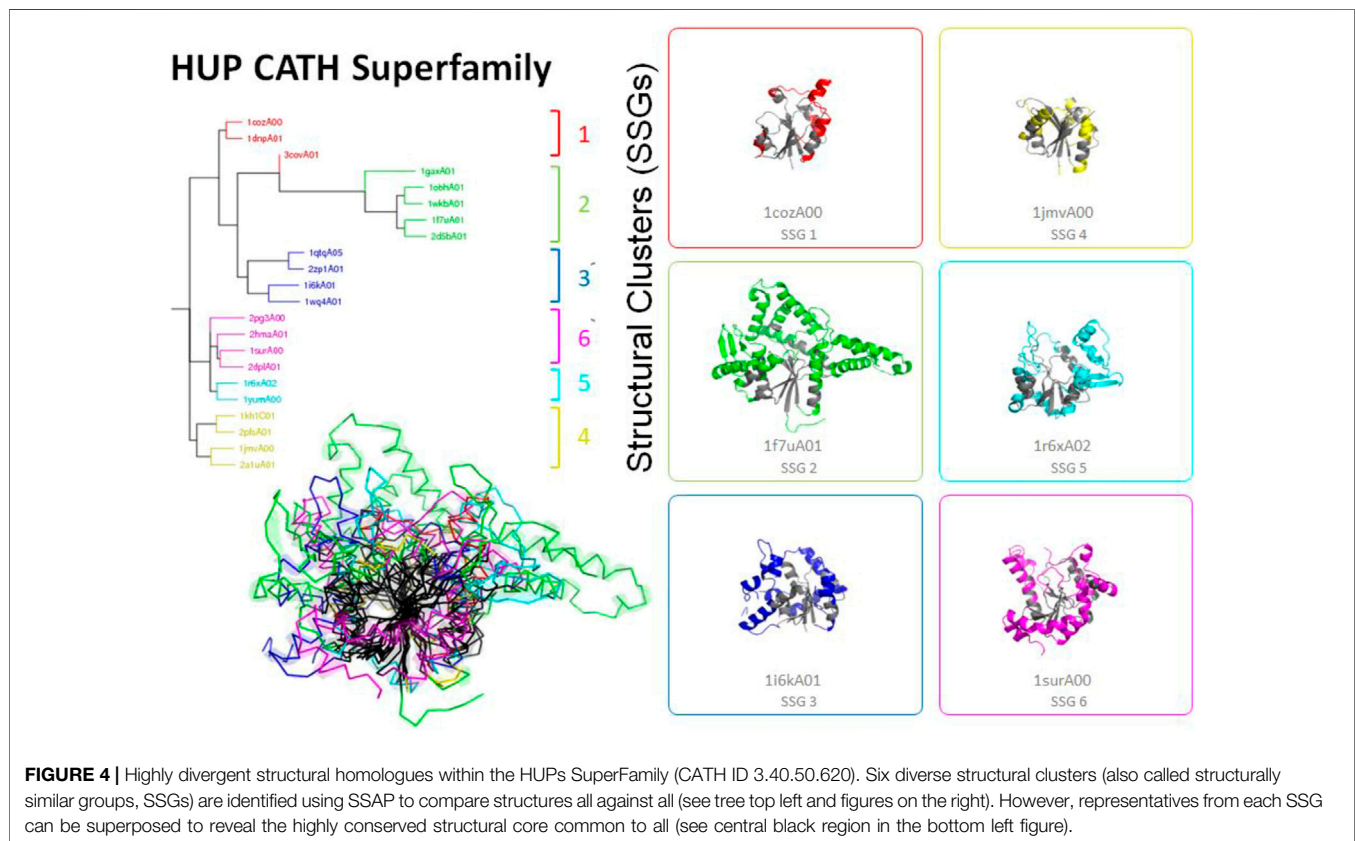 HUP CATH Superfamily
1cozA00
1dnpA01
3covA01
1gaxA01
1obhA01
1wkbA01
1f7uA01
2d5bA01
1qtqA05
2zp1A01
1i6kA01
1wq4A01
2pg3A00
2hmaA01
1surA00
2dplA01
1r6xA02
1yumA00
1kh1C01
2plsA01
1jmvA00
2a1uA01
1
2
3´
6`
5
4
Structural Clusters (SSGs)
1cozA00
SSG 1
1jmvA00
SSG 4
1f7uA01
SSG 2
1r6xA02
SSG 5
1i6kA01
SSG 3
1surA00
SSG 6
FIGURE 4 | Highly divergent structural homologues within the HUPs SuperFamily (CATH ID 3.40.50.620). Six diverse structural clusters (also called structurally
similar groups, SSGs) are identified using SSAP to compare structures all against all (see tree top left and figures on the right). However, representatives from each SSG
can be superposed to reveal the highly conserved structural core common to all (see central black region in the bottom left figure).